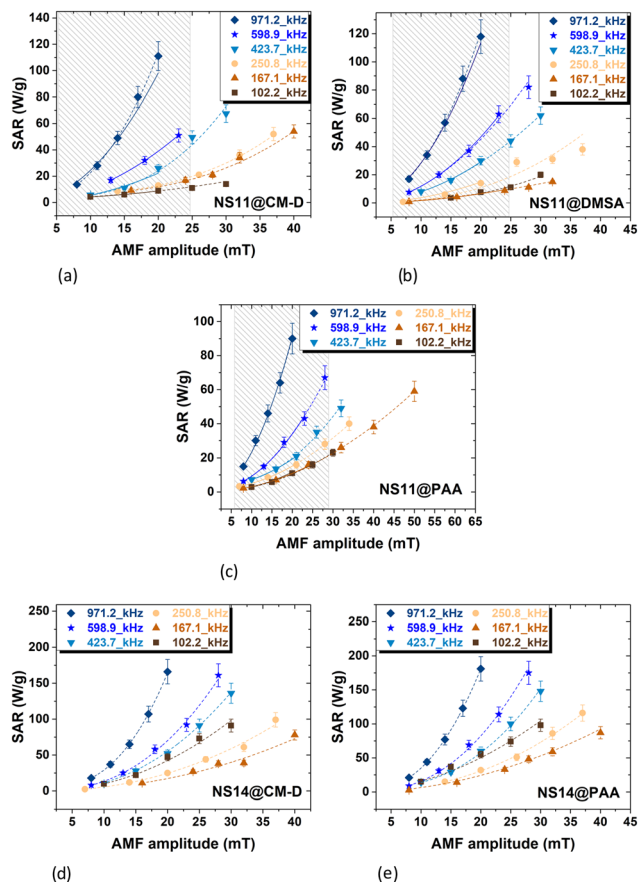 SAR (W/g)
140
120
100
80
60
40
20
0
5 10 15 20 25 30 35 40
971.2_kHz
598.9_kHz
423.7_kHz
250.8_kHz
167.1_kHz
102.2_kHz
NS11@CM-D
AMF amplitude (mT)
(a)
SAR (W/g)
140
120
100
80
60
40
20
0
5 10 15 20 25 30 35 40 45
971.2_kHz
598.9_kHz
423.7_kHz
250.8_kHz
167.1_kHz
102.2_kHz
NS11@DMSA
AMF amplitude (mT)
(b)
SAR (W/g)
100
80
60
40
20
0
0 5 10 15 20 25 30 35 40 45 50 55 60 65
971.2_kHz 250.8_kHz
598.9_kHz 167.1_kHz
423.7_kHz 102.2_kHz
NS11@PAA
AMF amplitude (mT)
(c)
SAR (W/g)
250
200
150
100
50
0
5 10 15 20 25 30 35 40
971.2_kHz 250.8_kHz
598.9_kHz 167.1_kHz
423.7_kHz 102.2_kHz
NS14@CM-D
AMF amplitude (mT)
(d)
SAR (W/g)
250
200
150
100
50
0
5 10 15 20 25 30 35 40 45
971.2_kHz 250.8_kHz
598.9_kHz 167.1_kHz
423.7_kHz 102.2_kHz
NS14@PAA
AMF amplitude (mT)
(e)